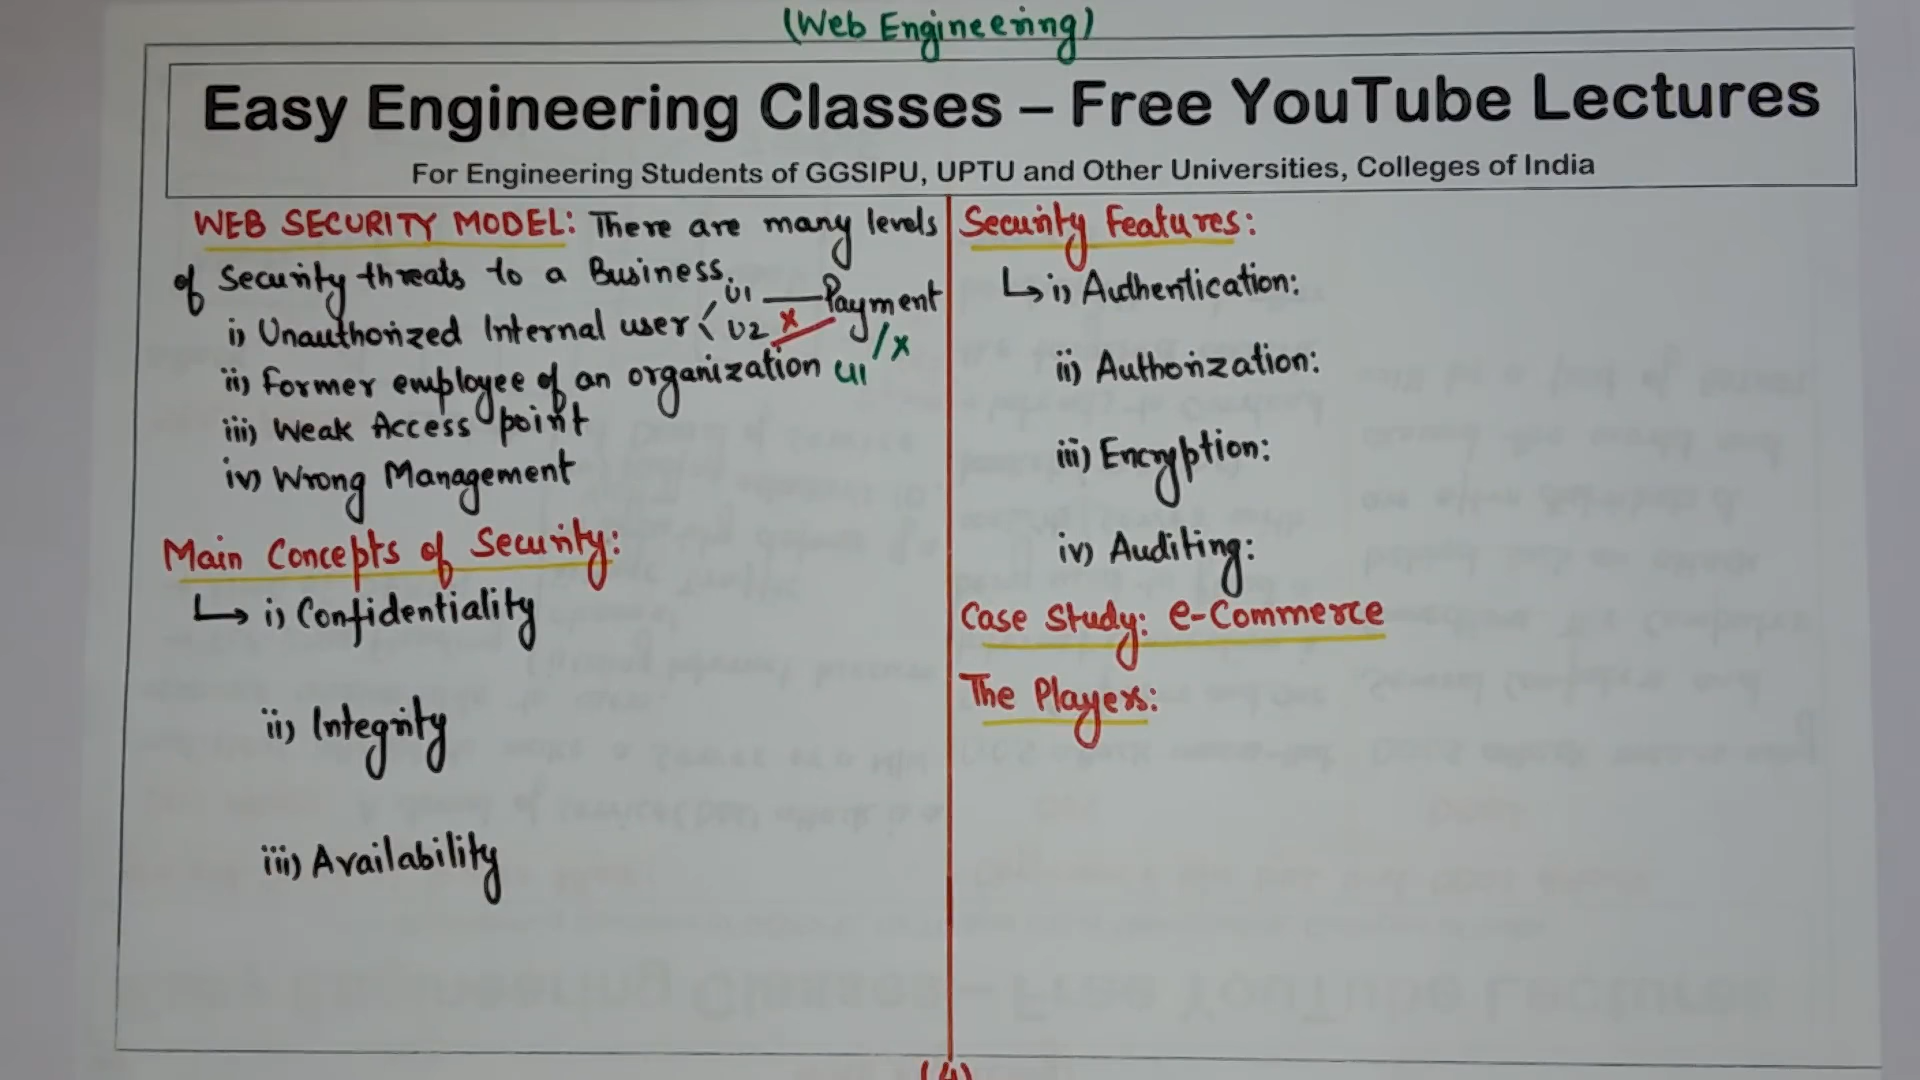 (Web Engineering)
Easy Engineering Classes – Free YouTube Lectures
For Engineering Students of GGSIPU, UPTU and Other Universities, Colleges of India
WEB SECURITY MODEL: There are many levels
of Security threats to a Business.
i) Unauthorized Internal user < U1 — Payment
U2 x
/x
ii) Former employee of an organization U1
iii) Weak Access point
iv) Wrong Management
Main Concepts of Security:
↳ i) Confidentiality
ii) Integrity
iii) Availability
Security Features:
↳ i) Authentication:
ii) Authorization:
iii) Encryption:
iv) Auditing:
Case Study: e-Commerce
The Players:
(4)